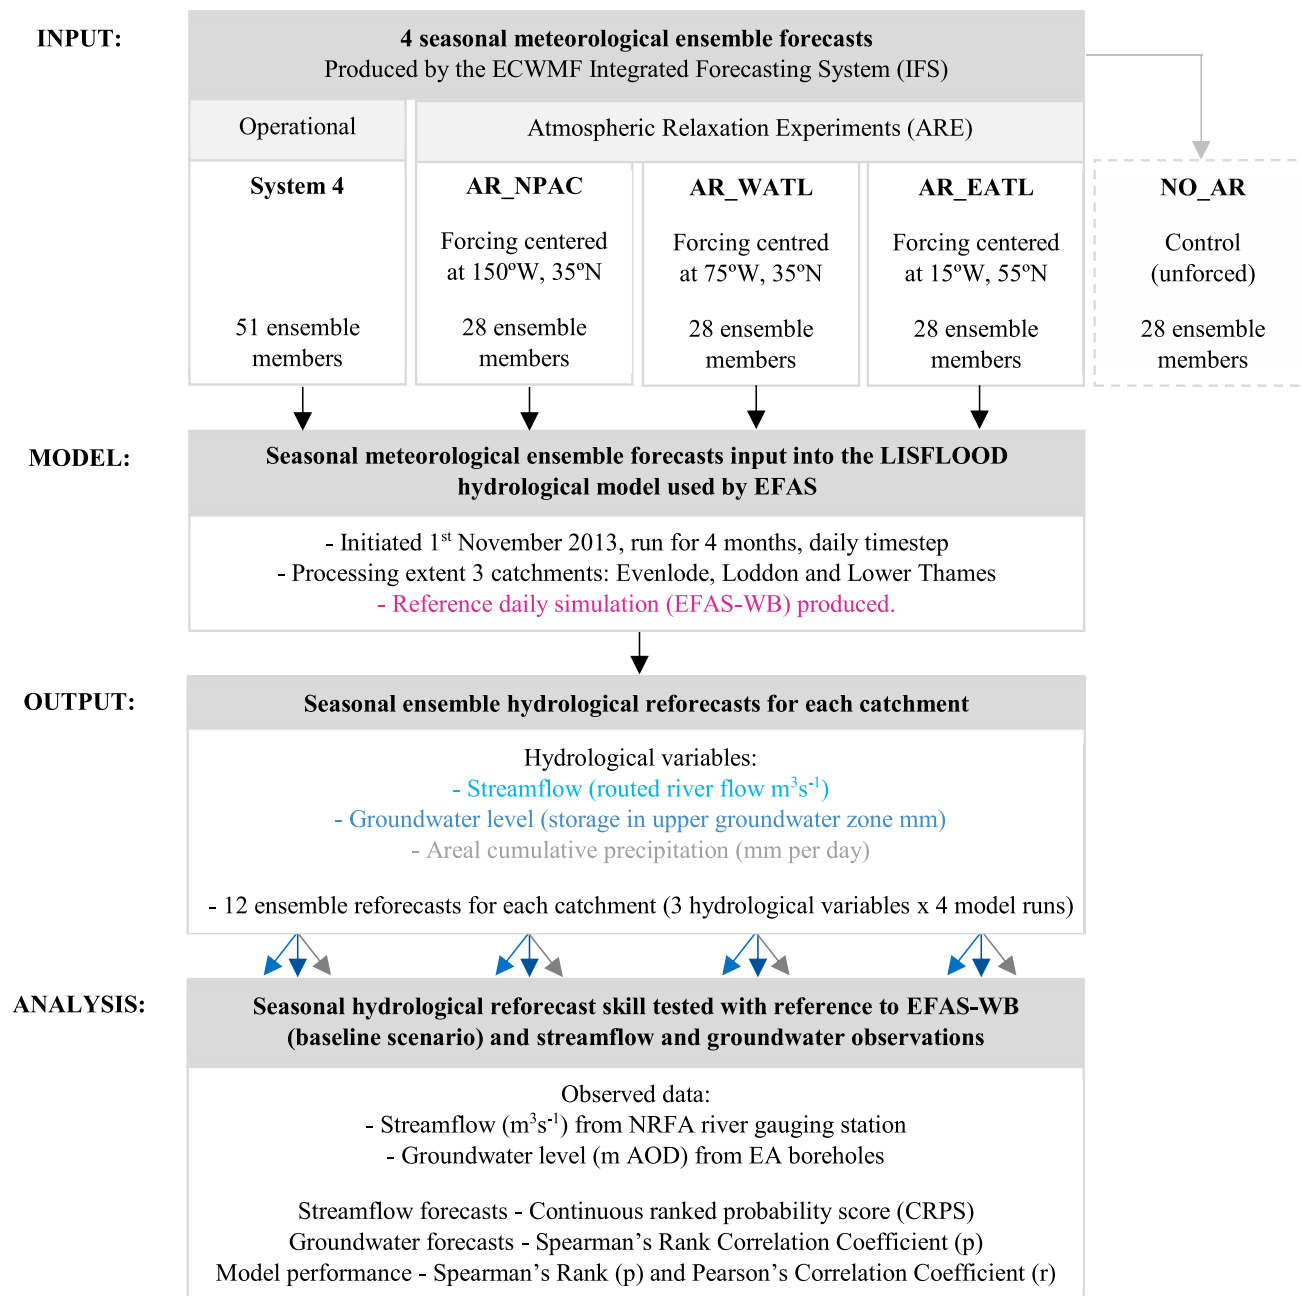 INPUT:
4 seasonal meteorological ensemble forecasts
Produced by the ECWMF Integrated Forecasting System (IFS)
Operational
Atmospheric Relaxation Experiments (ARE)
System 4
51 ensemble
members
AR_NPAC
Forcing centered
at 150ºW, 35ºN
28 ensemble
members
AR_WATL
Forcing centred
at 75ºW, 35ºN
28 ensemble
members
AR_EATL
Forcing centered
at 15ºW, 55ºN
28 ensemble
members
NO_AR
Control
(unforced)
28 ensemble
members
MODEL:
Seasonal meteorological ensemble forecasts input into the LISFLOOD
hydrological model used by EFAS
- Initiated 1st November 2013, run for 4 months, daily timestep
- Processing extent 3 catchments: Evenlode, Loddon and Lower Thames
- Reference daily simulation (EFAS-WB) produced.
OUTPUT:
Seasonal ensemble hydrological reforecasts for each catchment
Hydrological variables:
- Streamflow (routed river flow m³s⁻¹)
- Groundwater level (storage in upper groundwater zone mm)
- Areal cumulative precipitation (mm per day)
- 12 ensemble reforecasts for each catchment (3 hydrological variables x 4 model runs)
ANALYSIS:
Seasonal hydrological reforecast skill tested with reference to EFAS-WB
(baseline scenario) and streamflow and groundwater observations
Observed data:
- Streamflow (m³s⁻¹) from NRFA river gauging station
- Groundwater level (m AOD) from EA boreholes
Streamflow forecasts - Continuous ranked probability score (CRPS)
Groundwater forecasts - Spearman’s Rank Correlation Coefficient (p)
Model performance - Spearman’s Rank (p) and Pearson’s Correlation Coefficient (r)